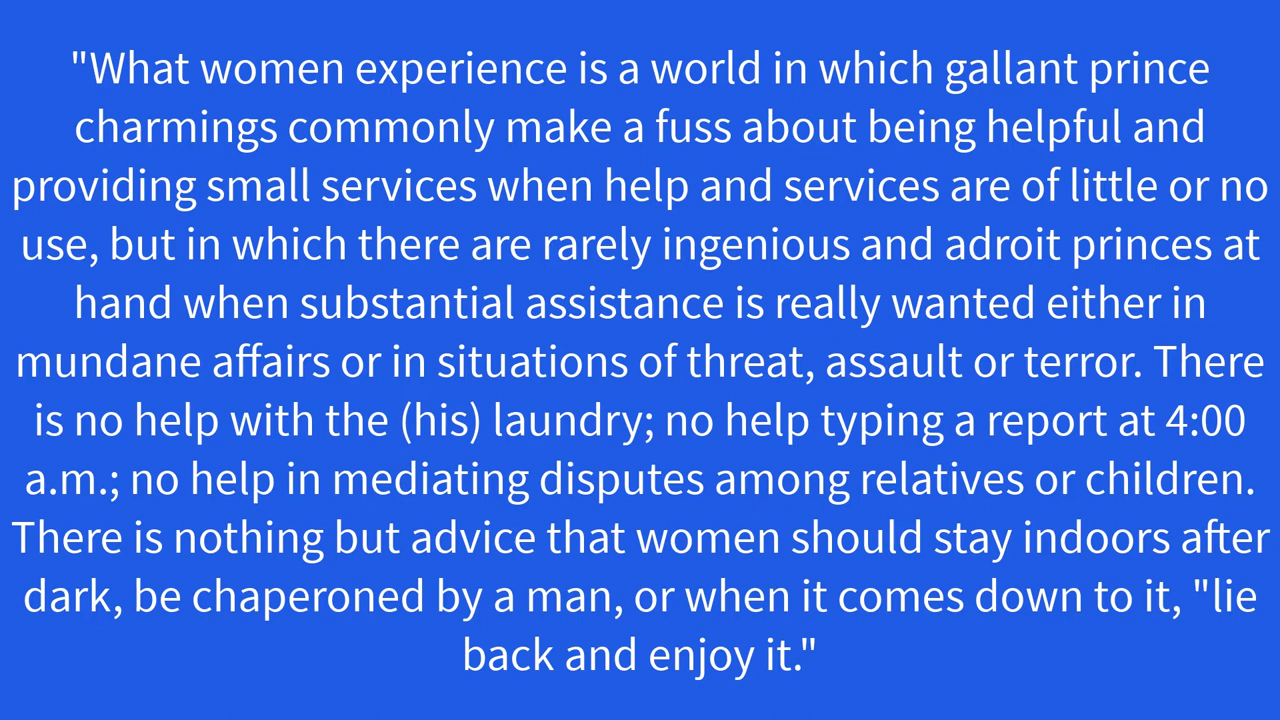 "What women experience is a world in which gallant prince
charmings commonly make a fuss about being helpful and
providing small services when help and services are of little or no
use, but in which there are rarely ingenious and adroit princes at
hand when substantial assistance is really wanted either in
mundane affairs or in situations of threat, assault or terror. There
is no help with the (his) laundry; no help typing a report at 4:00
a.m.; no help in mediating disputes among relatives or children.
There is nothing but advice that women should stay indoors after
dark, be chaperoned by a man, or when it comes down to it, "lie
back and enjoy it."